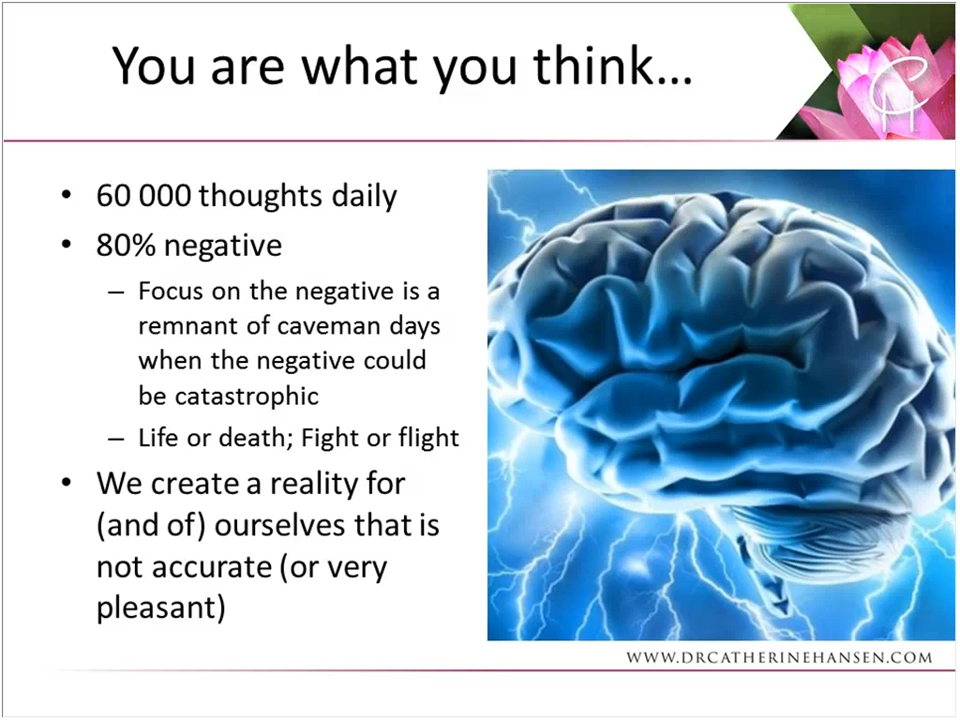 You are what you think...
• 60 000 thoughts daily
• 80% negative
– Focus on the negative is a
remnant of caveman days
when the negative could
be catastrophic
– Life or death; Fight or flight
• We create a reality for
(and of) ourselves that is
not accurate (or very
pleasant)
WWW.DRCATHERINEHANSEN.COM